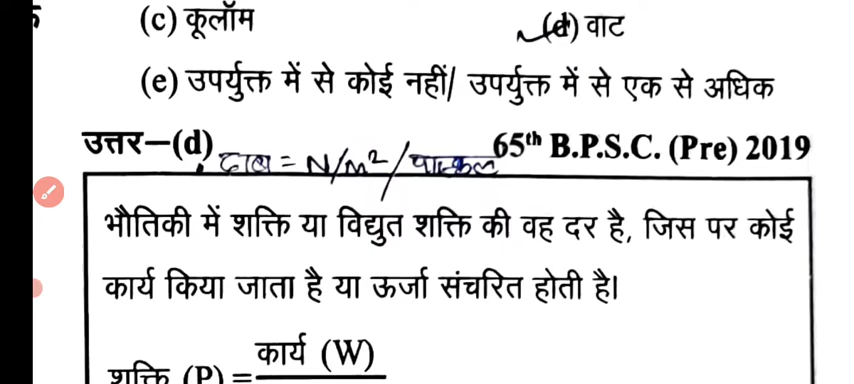 (c) कूलॉम
(d) वाट
(e) उपर्युक्त में से कोई नहीं/ उपर्युक्त में से एक से अधिक
उत्तर—(d) 65th B.P.S.C. (Pre) 2019
दाब = N/m² / पास्कल
भौतिकी में शक्ति या विद्युत शक्ति की वह दर है, जिस पर कोई
कार्य किया जाता है या ऊर्जा संचरित होती है।
कार्य (W)
शक्ति (P) =